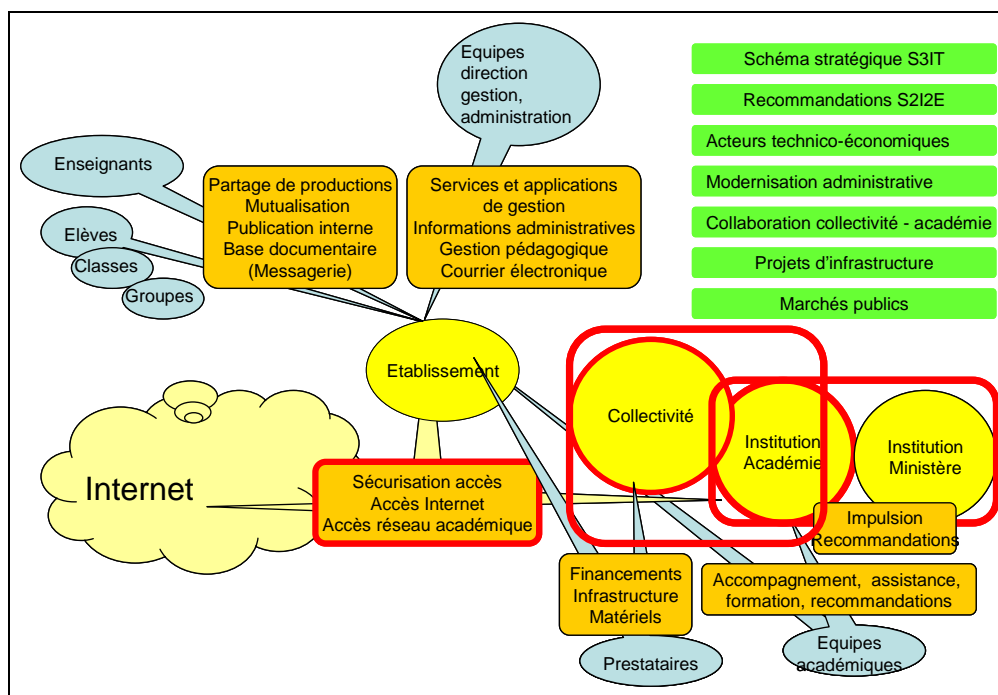 Equipes
direction
gestion,
administration
Schéma stratégique S3IT
Recommandations S2I2E
Acteurs technico-économiques
Modernisation administrative
Collaboration collectivité - académie
Projets d'infrastructure
Marchés publics
Enseignants
Elèves
Classes
Groupes
Partage de productions
Mutualisation
Publication interne
Base documentaire
(Messagerie)
Services et applications
de gestion
Informations administratives
Gestion pédagogique
Courrier électronique
Etablissement
Collectivité
Institution
Académie
Institution
Ministère
Internet
Sécurisation accès
Accès Internet
Accès réseau académique
Impulsion
Recommandations
Financements
Infrastructure
Matériels
Accompagnement, assistance,
formation, recommandations
Prestataires
Equipes
académiques